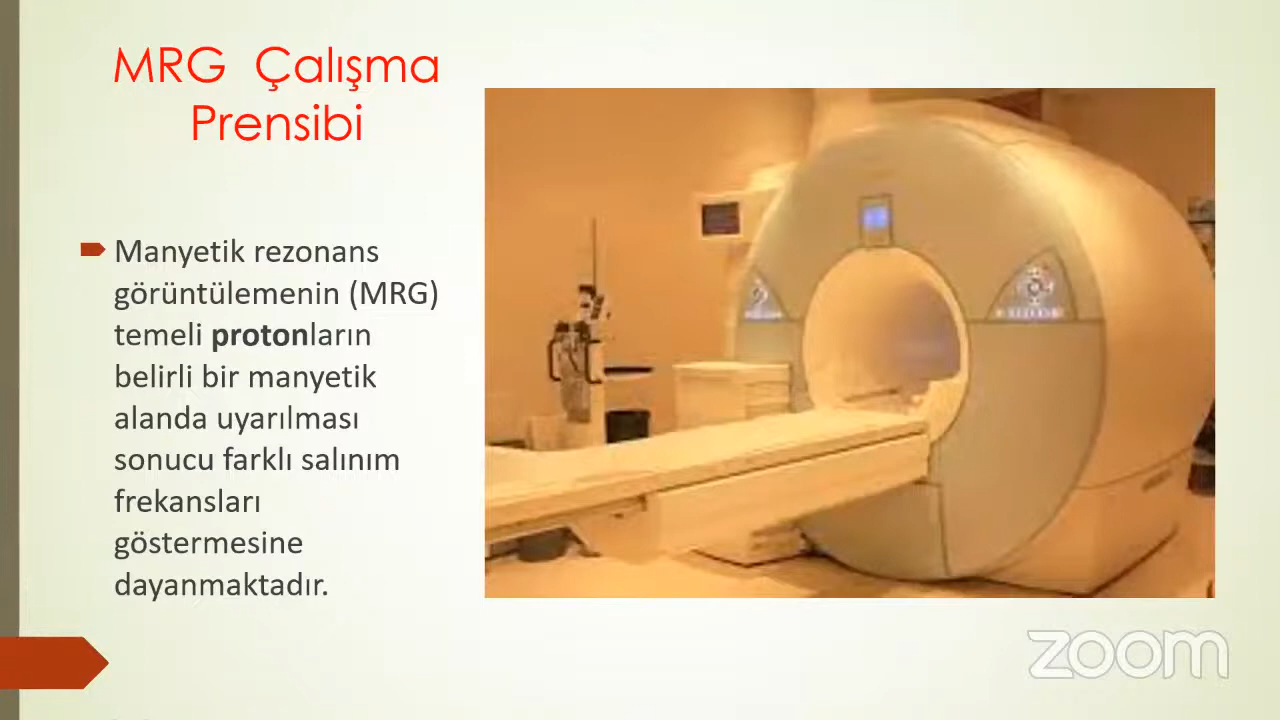 MRG Çalışma
Prensibi
Manyetik rezonans
görüntülemenin (MRG)
temeli protonların
belirli bir manyetik
alanda uyarılması
sonucu farklı salınım
frekansları
göstermesine
dayanmaktadır.
zoom